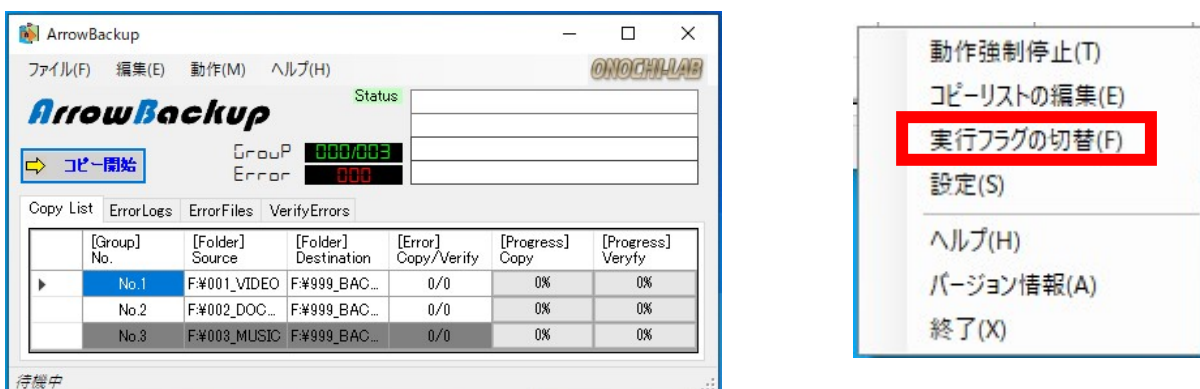 ArrowBackup
ファイル(F) 編集(E) 動作(M) ヘルプ(H) ONOCHI-LAB
ArrowBackup
Status
コピー開始
GrouP 000/003
Error 000
Copy List ErrorLogs ErrorFiles VerifyErrors
[Group] No. [Folder] Source [Folder] Destination [Error] Copy/Verify [Progress] Copy [Progress] Veryfy
No.1 F:¥001_VIDEO F:¥999_BAC... 0/0 0% 0%
No.2 F:¥002_DOC... F:¥999_BAC... 0/0 0% 0%
No.3 F:¥003_MUSIC F:¥999_BAC... 0/0 0% 0%
待機中
動作強制停止(T)
コピーリストの編集(E)
実行フラグの切替(F)
設定(S)
ヘルプ(H)
バージョン情報(A)
終了(X)